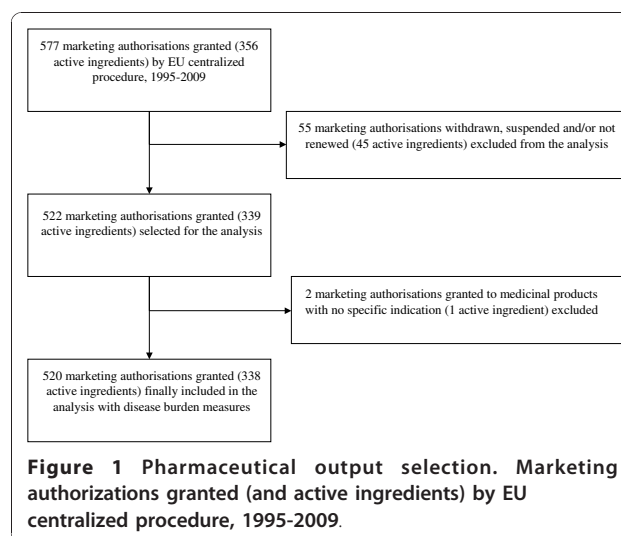 577 marketing authorisations granted (356
active ingredients) by EU centralized
procedure, 1995-2009
55 marketing authorisations withdrawn, suspended and/or not
renewed (45 active ingredients) excluded from the analysis
522 marketing authorisations granted (339
active ingredients) selected for the analysis
2 marketing authorisations granted to medicinal products
with no specific indication (1 active ingredient) excluded
520 marketing authorisations granted (338
active ingredients) finally included in the
analysis with disease burden measures
Figure 1 Pharmaceutical output selection. Marketing
authorizations granted (and active ingredients) by EU
centralized procedure, 1995-2009.